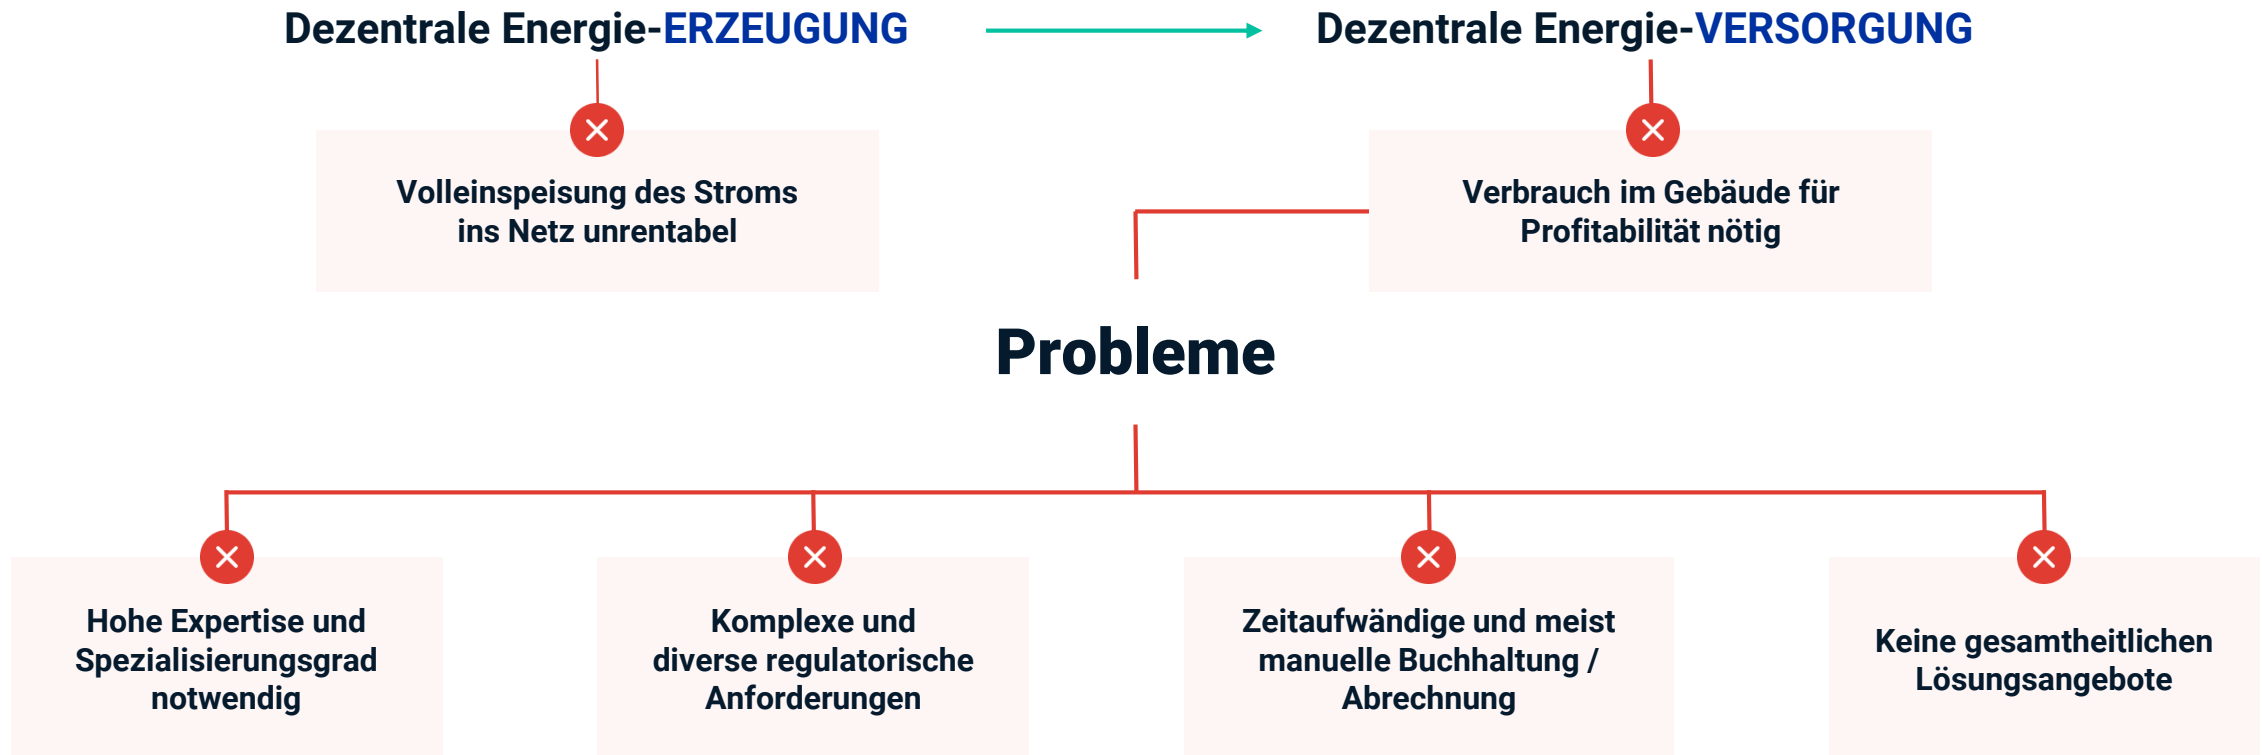 Dezentrale Energie-ERZEUGUNG
Dezentrale Energie-VERSORGUNG
Volleinspeisung des Stroms
ins Netz unrentabel
Verbrauch im Gebäude für
Profitabilität nötig
Probleme
Hohe Expertise und
Spezialisierungsgrad
notwendig
Komplexe und
diverse regulatorische
Anforderungen
Zeitaufwändige und meist
manuelle Buchhaltung /
Abrechnung
Keine gesamtheitlichen
Lösungsangebote